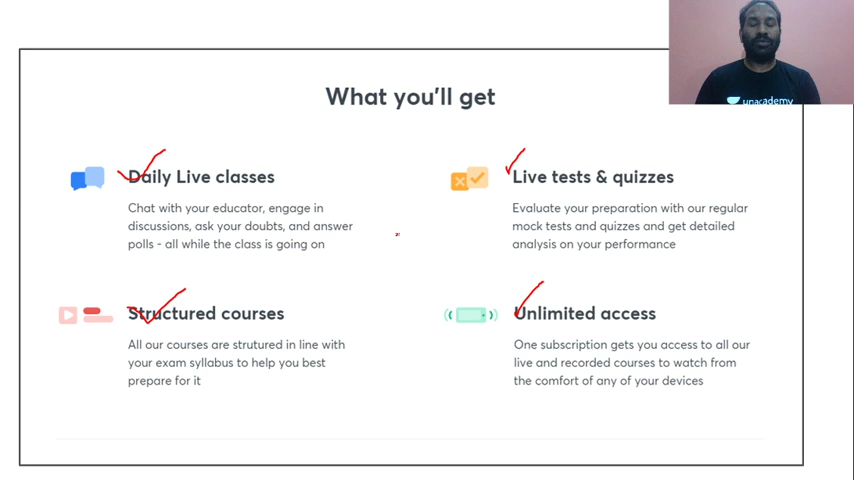 unacademy
What you'll get
Daily Live classes
Chat with your educator, engage in
discussions, ask your doubts, and answer
polls - all while the class is going on
Live tests & quizzes
Evaluate your preparation with our regular
mock tests and quizzes and get detailed
analysis on your performance
Structured courses
All our courses are strutured in line with
your exam syllabus to help you best
prepare for it
Unlimited access
One subscription gets you access to all our
live and recorded courses to watch from
the comfort of any of your devices